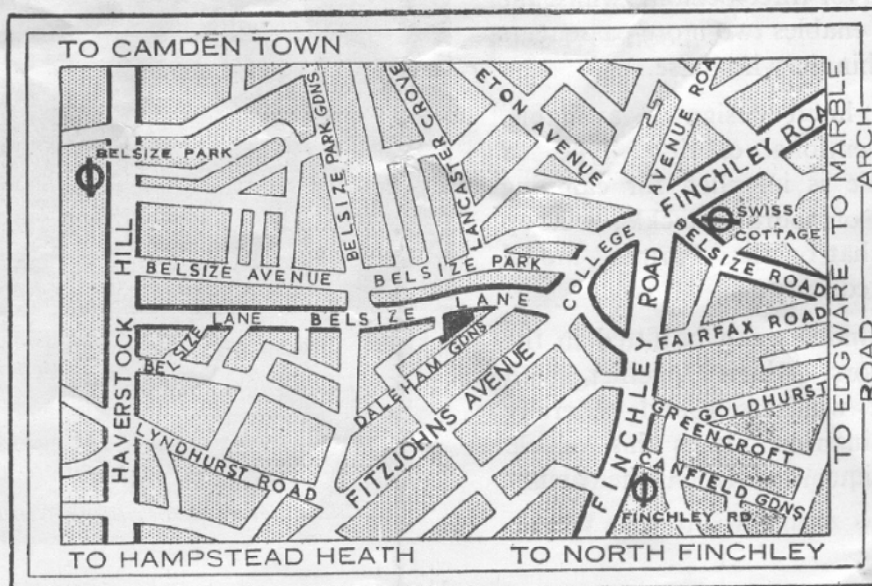 enables two more
TO CAMDEN TOWN
BELSIZE PARK
BELSIZE PARK GDNS
LANCASTER GROVE
ETON AVENUE
AVENUE ROAD
FINCHLEY ROAD
TO EDGWARE TO MARBLE
ROAD ARCH
SWISS
COTTAGE
HAVERSTOCK HILL
BELSIZE AVENUE
BELSIZE PARK
COLLEGE
BELSIZE ROAD
LANE BELSIZE LANE
BELSIZE
BELSIZE
DALEHAM GDNS
FITZJOHNS AVENUE
FINCHLEY ROAD
FAIRFAX ROAD
GOLDHURST
GREENCROFT
CANFIELD GDNS
LYNDHURST ROAD
FINCHLEY RD.
TO HAMPSTEAD HEATH
TO NORTH FINCHLEY